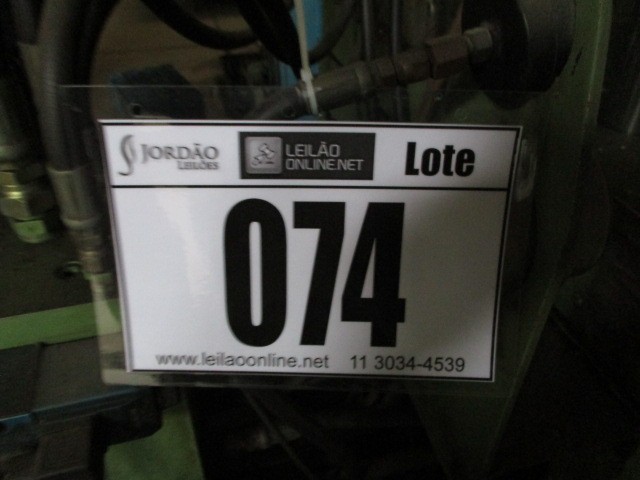 JORDÃO LEILÕES
LEILÃO ONLINE.NET
Lote
074
www.leilaoonline.net 11 3034-4539